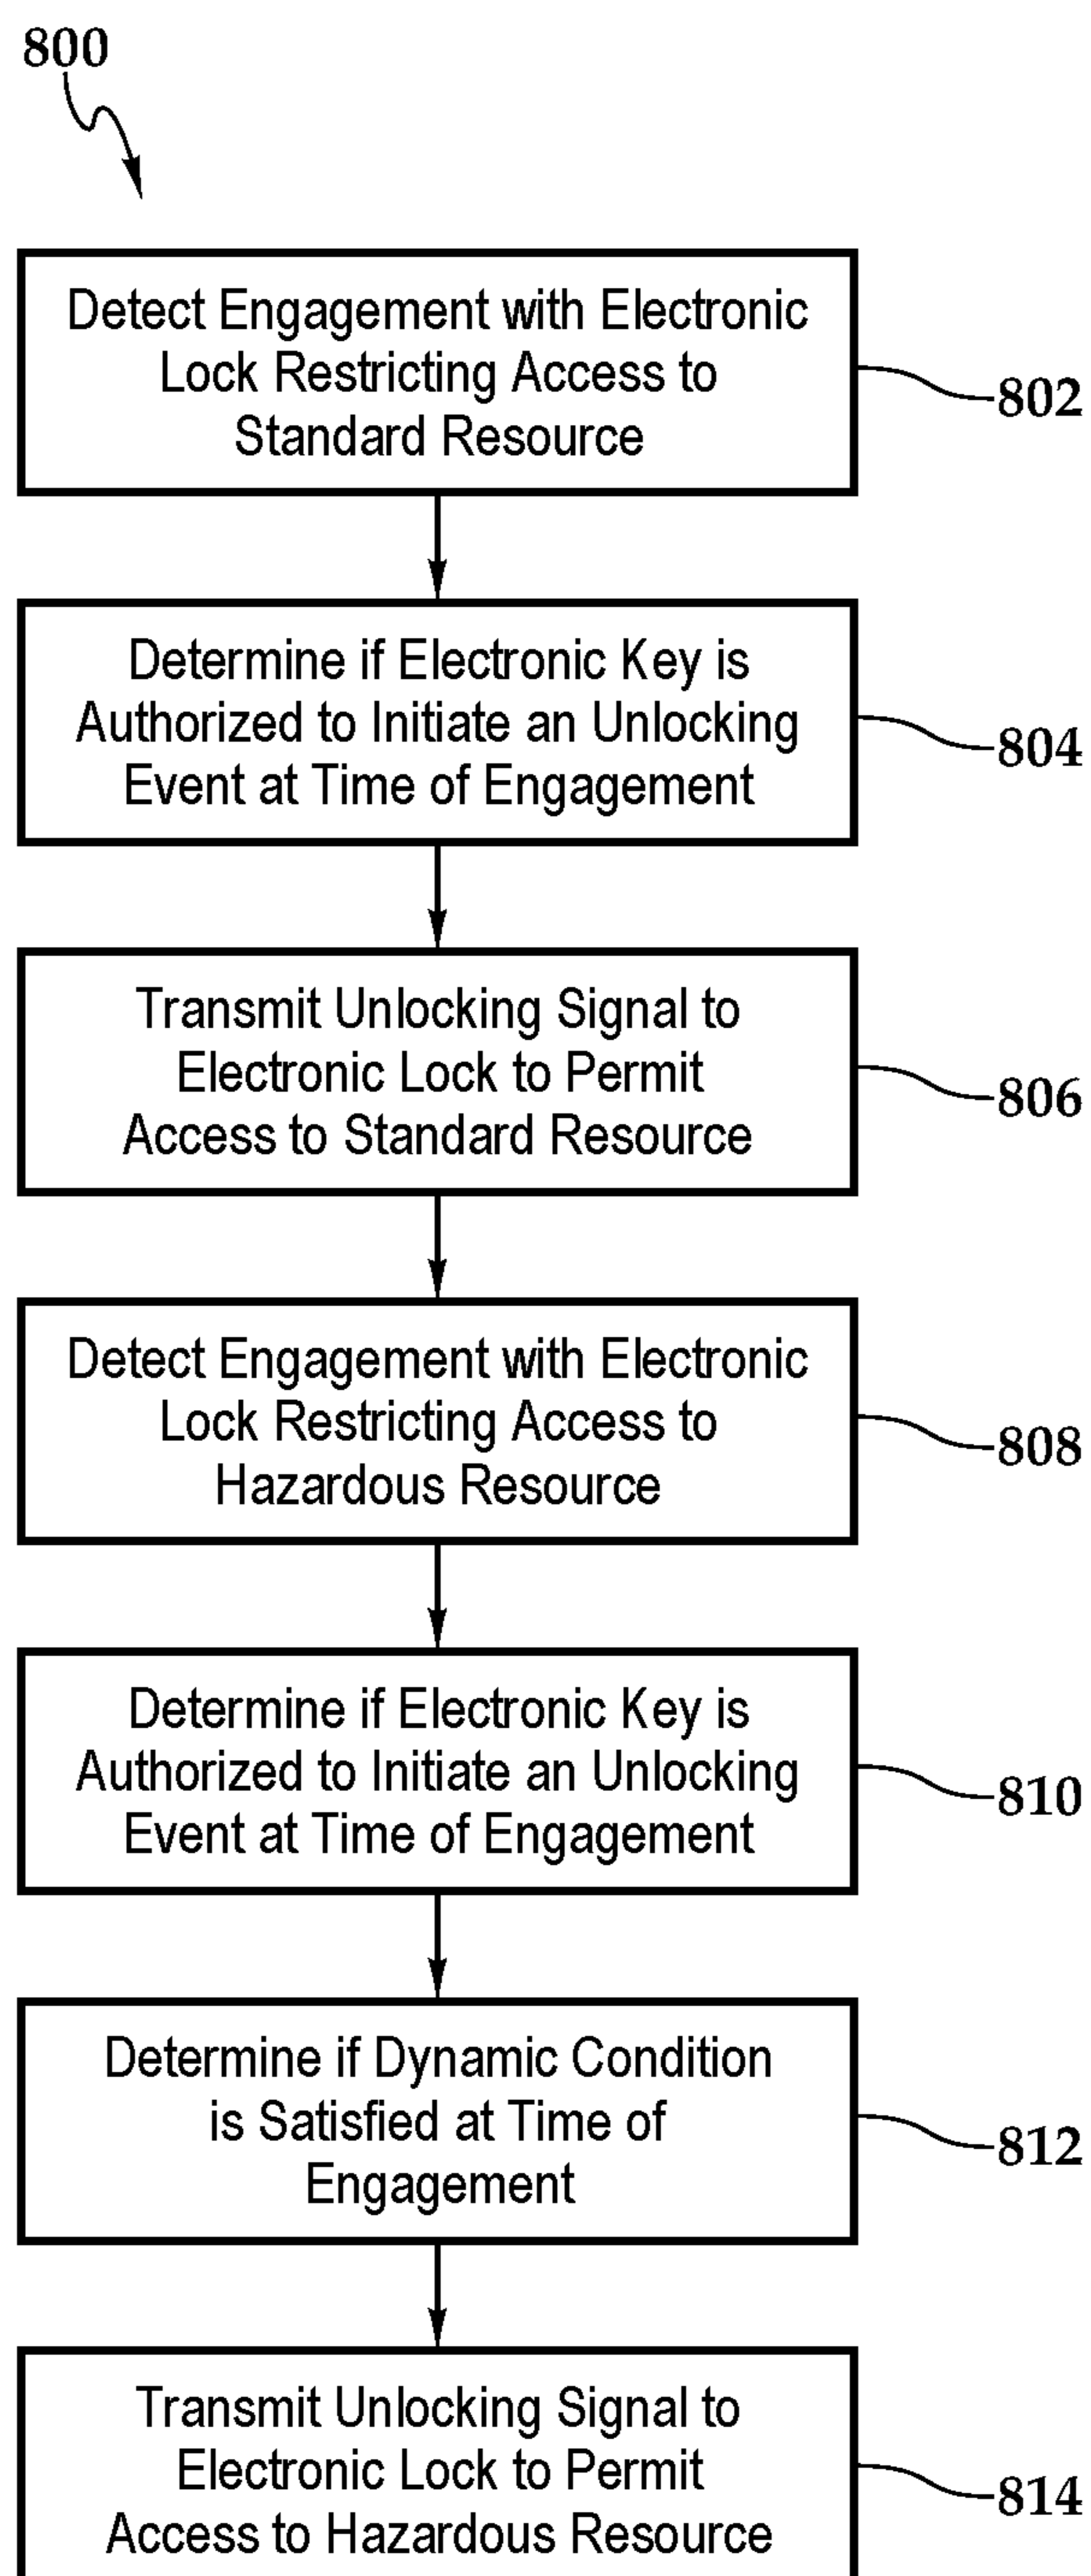 800
Detect Engagement with Electronic
Lock Restricting Access to
Standard Resource
802
Determine if Electronic Key is
Authorized to Initiate an Unlocking
Event at Time of Engagement
804
Transmit Unlocking Signal to
Electronic Lock to Permit
Access to Standard Resource
806
Detect Engagement with Electronic
Lock Restricting Access to
Hazardous Resource
808
Determine if Electronic Key is
Authorized to Initiate an Unlocking
Event at Time of Engagement
810
Determine if Dynamic Condition
is Satisfied at Time of
Engagement
812
Transmit Unlocking Signal to
Electronic Lock to Permit
Access to Hazardous Resource
814